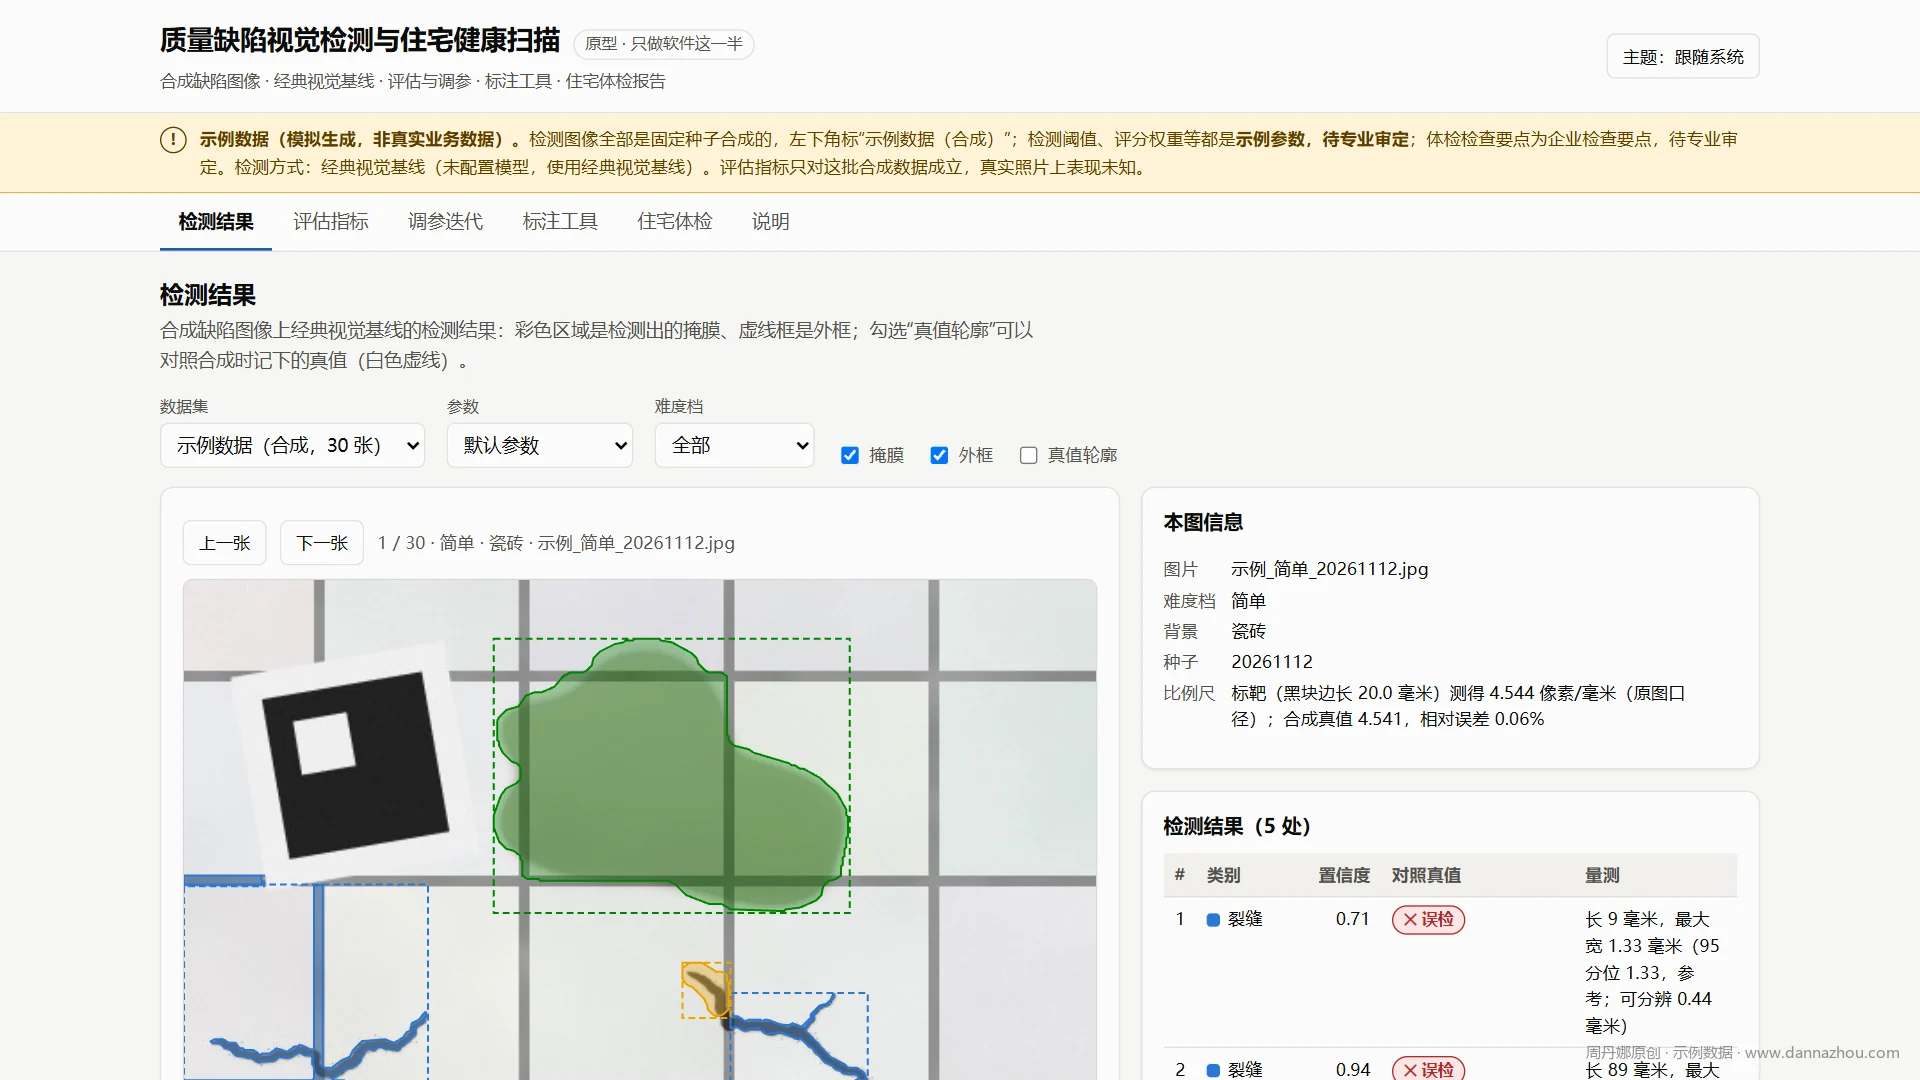 质量缺陷视觉检测与住宅健康扫描
原型 · 只做软件这一半
合成缺陷图像 · 经典视觉基线 · 评估与调参 · 标注工具 · 住宅体检报告
主题：跟随系统
示例数据（模拟生成，非真实业务数据）。检测图像全部是固定种子合成的，左下角标“示例数据（合成）”；检测阈值、评分权重等都是示例参数，待专业审定；体检检查要点为企业检查要点，待专业审
定。检测方式：经典视觉基线（未配置模型，使用经典视觉基线）。评估指标只对这批合成数据成立，真实照片上表现未知。
检测结果 评估指标 调参迭代 标注工具 住宅体检 说明
检测结果
合成缺陷图像上经典视觉基线的检测结果：彩色区域是检测出的掩膜、虚线框是外框；勾选“真值轮廓”可以
对照合成时记下的真值（白色虚线）。
数据集 参数 难度档
示例数据（合成，30 张） 默认参数 全部 掩膜 外框 真值轮廓
上一张 下一张 1 / 30 · 简单 · 瓷砖 · 示例_简单_20261112.jpg
本图信息
图片 示例_简单_20261112.jpg
难度档 简单
背景 瓷砖
种子 20261112
比例尺 标靶（黑块边长 20.0 毫米）测得 4.544 像素/毫米（原图口
径）；合成真值 4.541，相对误差 0.06%
检测结果（5 处）
# 类别 置信度 对照真值 量测
1 裂缝 0.71 误检 长 9 毫米，最大
宽 1.33 毫米（95
分位 1.33，参
考；可分辨 0.44
毫米）
2 裂缝 0.94 误检 长 89 毫米，最大
周丹娜原创 · 示例数据 · www.dannazhou.com